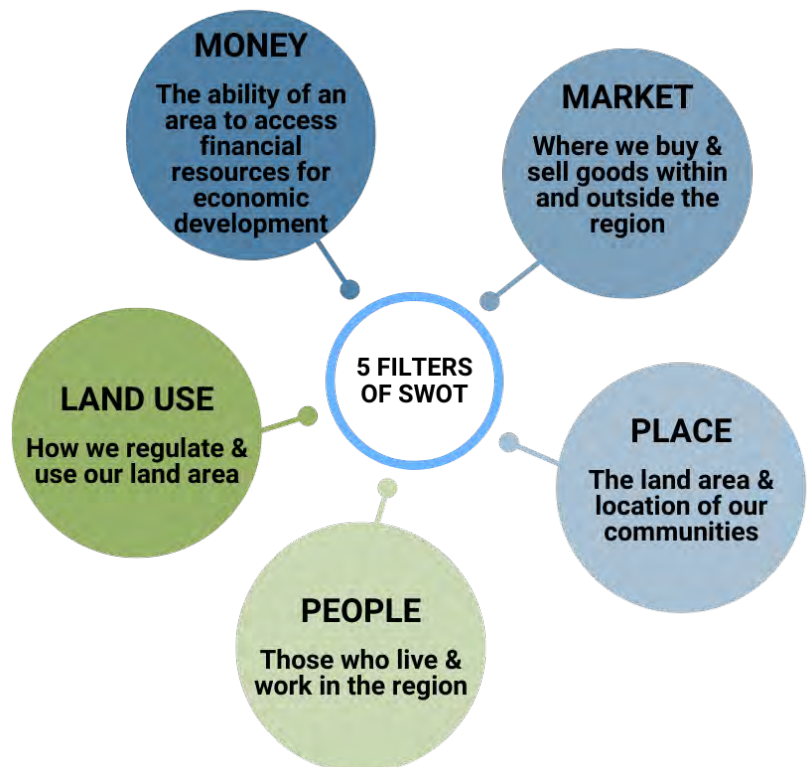 MONEY
The ability of an
area to access
financial
resources for
economic
development
MARKET
Where we buy &
sell goods within
and outside the
region
5 FILTERS
OF SWOT
LAND USE
How we regulate &
use our land area
PLACE
The land area &
location of our
communities
PEOPLE
Those who live &
work in the region